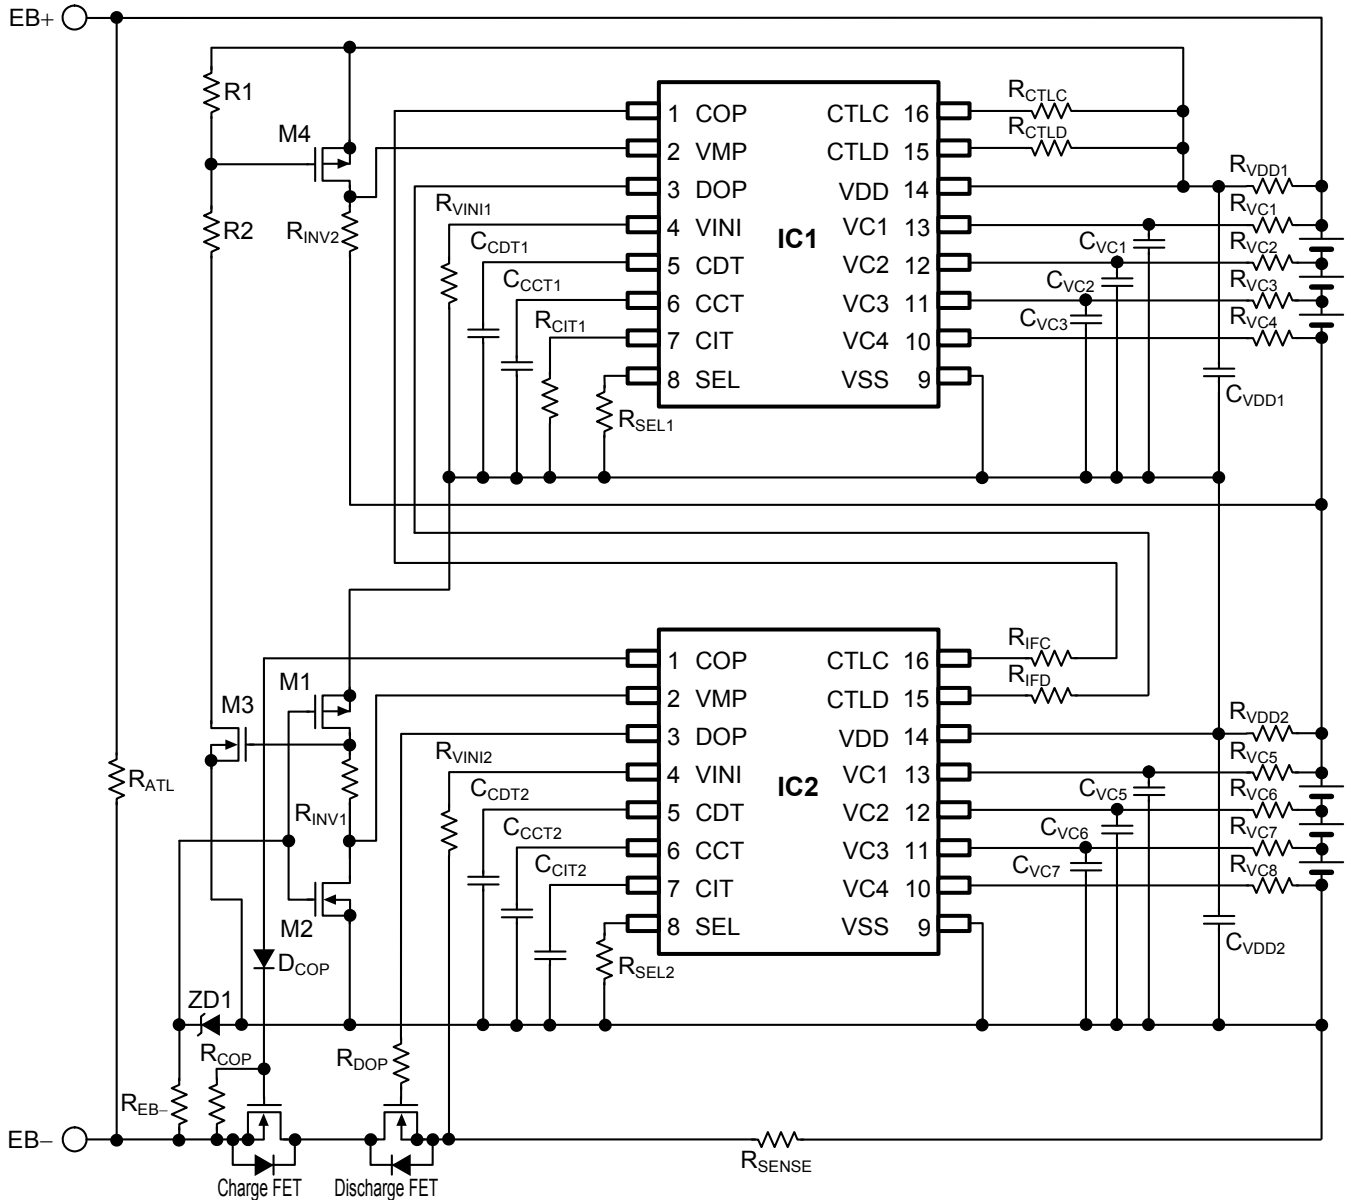 EB+
R1
M4
R2
RINV2
RVINI1
CCDT1
CCCT1
RCIT1
RSEL1
1 COP
2 VMP
3 DOP
4 VINI
5 CDT
6 CCT
7 CIT
8 SEL
IC1
CTLC 16
CTLD 15
VDD 14
VC1 13
VC2 12
VC3 11
VC4 10
VSS 9
RCTLC
RCTLD
RVDD1
RVC1
RVC2
RVC3
RVC4
CVC1
CVC2
CVC3
CVDD1
M1
M3
RATL
RINV1
M2
DCOP
ZD1
RVINI2
CCDT2
CCCT2
CCIT2
RSEL2
1 COP
2 VMP
3 DOP
4 VINI
5 CDT
6 CCT
7 CIT
8 SEL
IC2
CTLC 16
CTLD 15
VDD 14
VC1 13
VC2 12
VC3 11
VC4 10
VSS 9
RIFC
RIFD
RVDD2
RVC5
RVC6
RVC7
RVC8
CVC5
CVC6
CVC7
CVDD2
RCOP
RDOP
REB−
EB−
RSENSE
Charge FET
Discharge FET